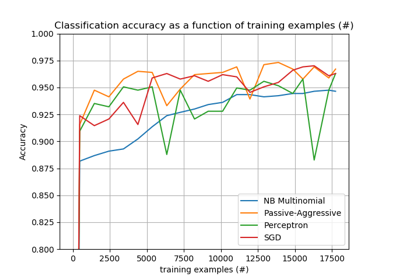 Classification accuracy as a function of training examples (#)
1.000
0.975
0.950
0.925
0.900
0.875
0.850
0.825
0.800
Accuracy
0
2500
5000
7500
10000
12500
15000
17500
training examples (#)
NB Multinomial
Passive-Aggressive
Perceptron
SGD